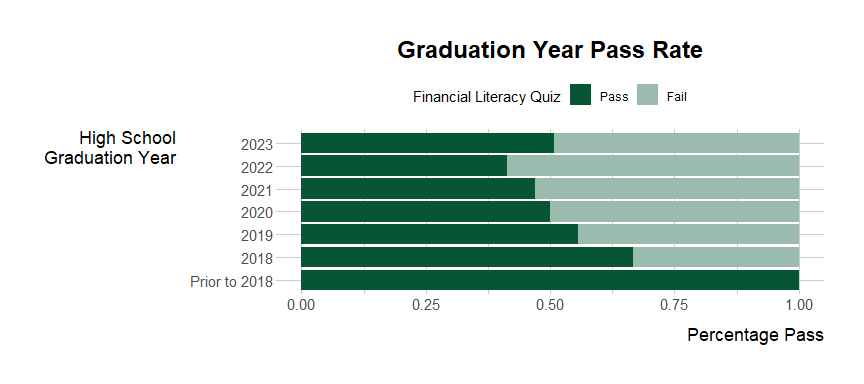 Graduation Year Pass Rate
Financial Literacy Quiz Pass Fail
High School
Graduation Year
2023
2022
2021
2020
2019
2018
Prior to 2018
0.00 0.25 0.50 0.75 1.00
Percentage Pass